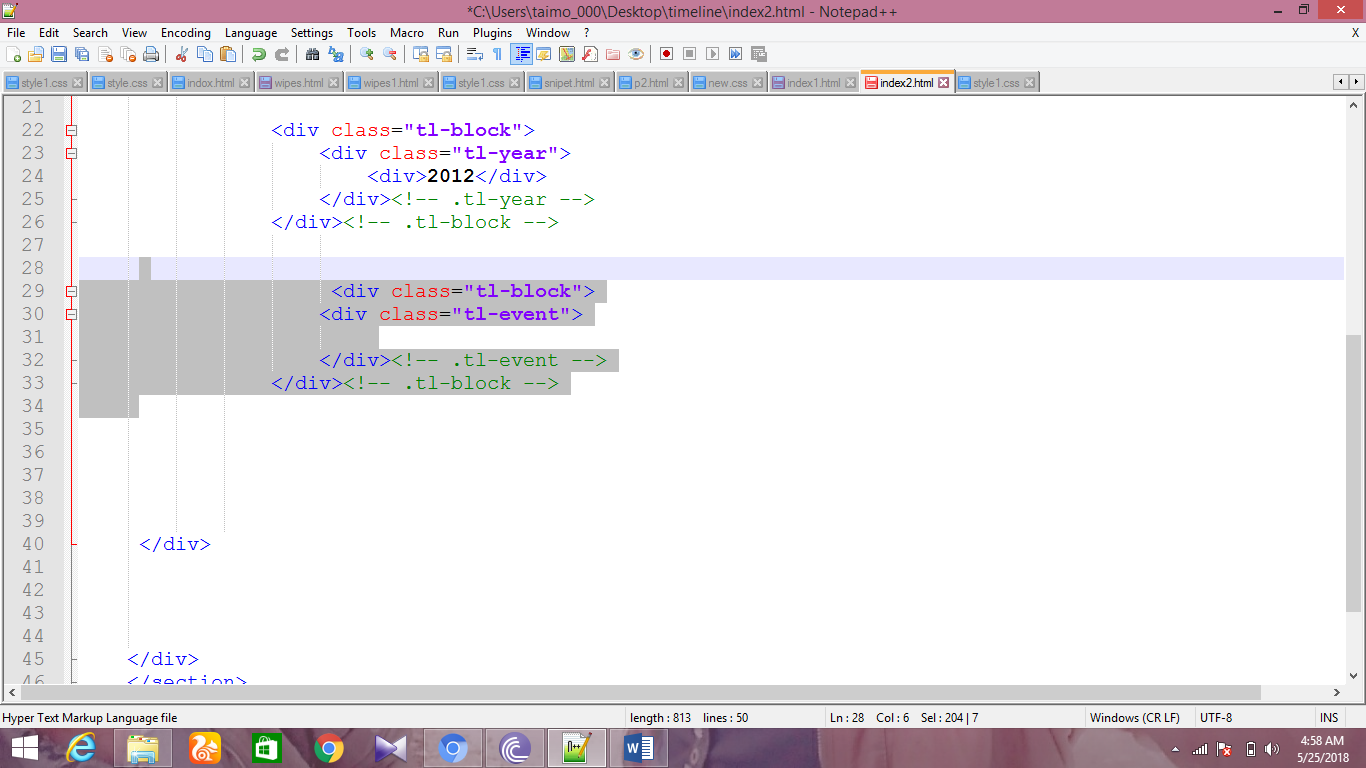 *C:\Users\taimo_000\Desktop\timeline\index2.html - Notepad++
File Edit Search View Encoding Language Settings Tools Macro Run Plugins Window ? X
style1.css style.css indox.html wipes.html wipes1.html style1.css snipet.html p2.html new.css index1.html index2.html style1.css
21
22 <div class="tl-block">
23 <div class="tl-year">
24 <div>2012</div>
25 </div><!-- .tl-year -->
26 </div><!-- .tl-block -->
27
28
29 <div class="tl-block">
30 <div class="tl-event">
31
32 </div><!-- .tl-event -->
33 </div><!-- .tl-block -->
34
35
36
37
38
39
40 </div>
41
42
43
44
45 </div>
46 </section>
Hyper Text Markup Language file length : 813 lines : 50 Ln : 28 Col : 6 Sel : 204 | 7 Windows (CR LF) UTF-8 INS
4:58 AM
5/25/2018